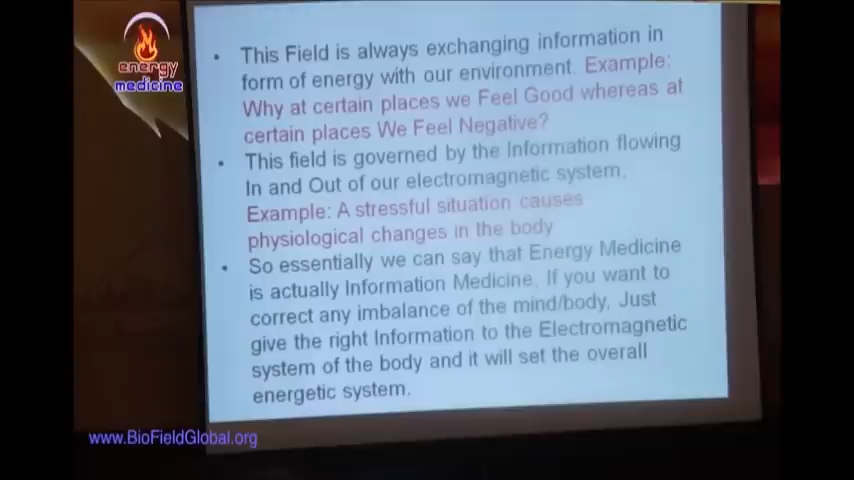 energy
medicine
• This Field is always exchanging information in
form of energy with our environment. Example:
Why at certain places we Feel Good whereas at
certain places We Feel Negative?
• This field is governed by the Information flowing
In and Out of our electromagnetic system.
Example: A stressful situation causes
physiological changes in the body
• So essentially we can say that Energy Medicine
is actually Information Medicine. If you want to
correct any imbalance of the mind/body, Just
give the right Information to the Electromagnetic
system of the body and it will set the overall
energetic system.
www.BioFieldGlobal.org